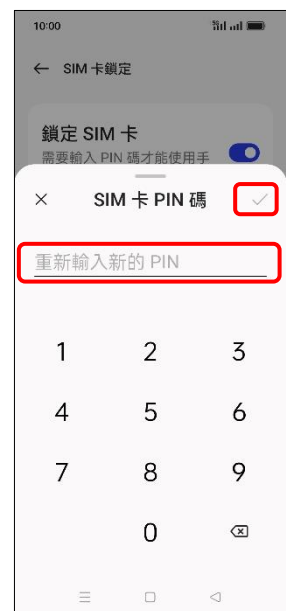 10:00
SIM 卡鎖定
鎖定 SIM 卡
需要輸入 PIN 碼才能使用手
SIM 卡 PIN 碼
重新輸入新的 PIN
1 2 3
4 5 6
7 8 9
0